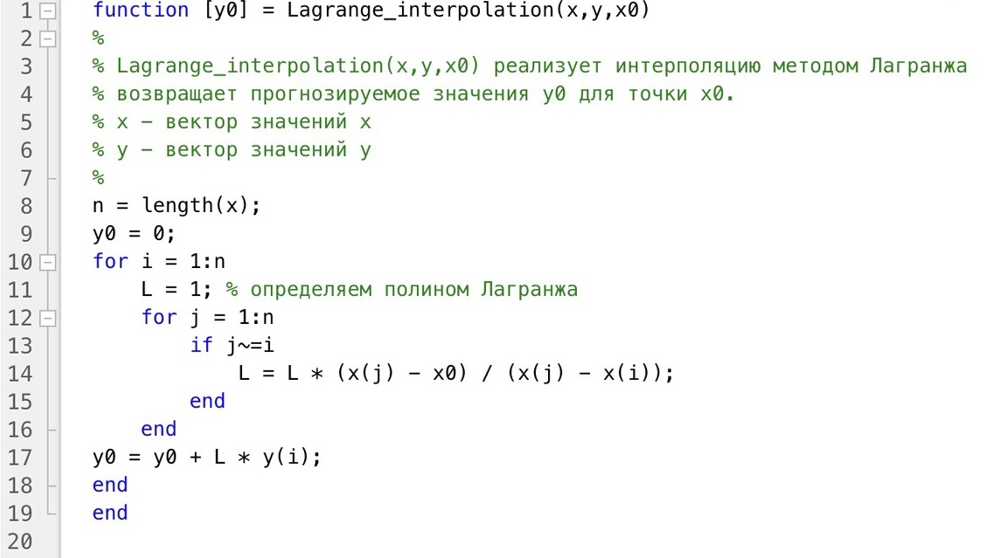 1 function [y0] = Lagrange_interpolation(x,y,x0)
2 %
3 % Lagrange_interpolation(x,y,x0) реализует интерполяцию методом Лагранжа
4 % возвращает прогнозируемое значения y0 для точки x0.
5 % x – вектор значений x
6 % y – вектор значений y
7 %
8 n = length(x);
9 y0 = 0;
10 for i = 1:n
11 L = 1; % определяем полином Лагранжа
12 for j = 1:n
13 if j~=i
14 L = L * (x(j) – x0) / (x(j) – x(i));
15 end
16 end
17 y0 = y0 + L * y(i);
18 end
19 end
20